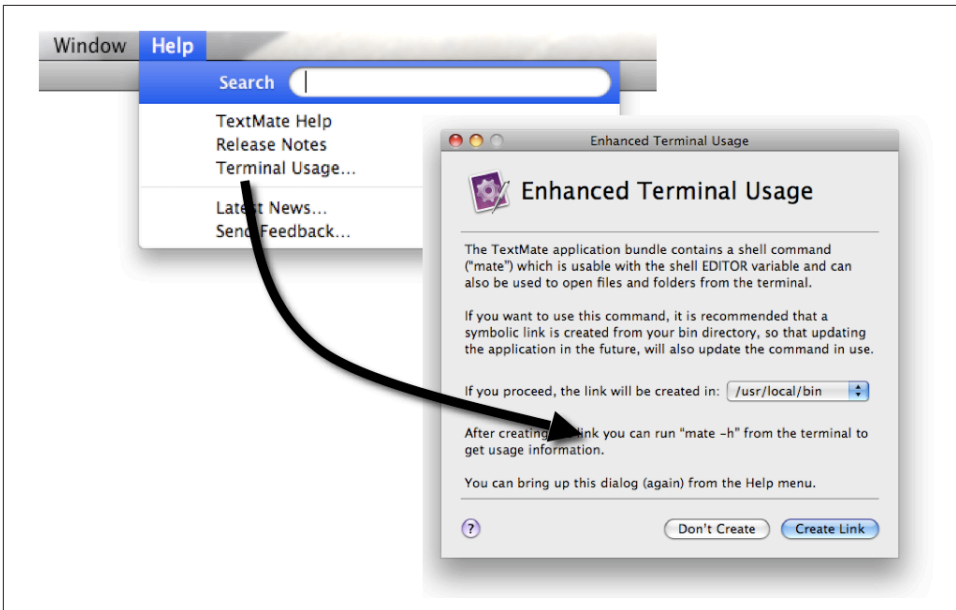 Window Help
Search
TextMate Help
Release Notes
Terminal Usage...
Latest News...
Send Feedback...
Enhanced Terminal Usage
Enhanced Terminal Usage
The TextMate application bundle contains a shell command
("mate") which is usable with the shell EDITOR variable and can
also be used to open files and folders from the terminal.
If you want to use this command, it is recommended that a
symbolic link is created from your bin directory, so that updating
the application in the future, will also update the command in use.
If you proceed, the link will be created in: /usr/local/bin
After creating link you can run "mate -h" from the terminal to
get usage information.
You can bring up this dialog (again) from the Help menu.
? Don't Create Create Link